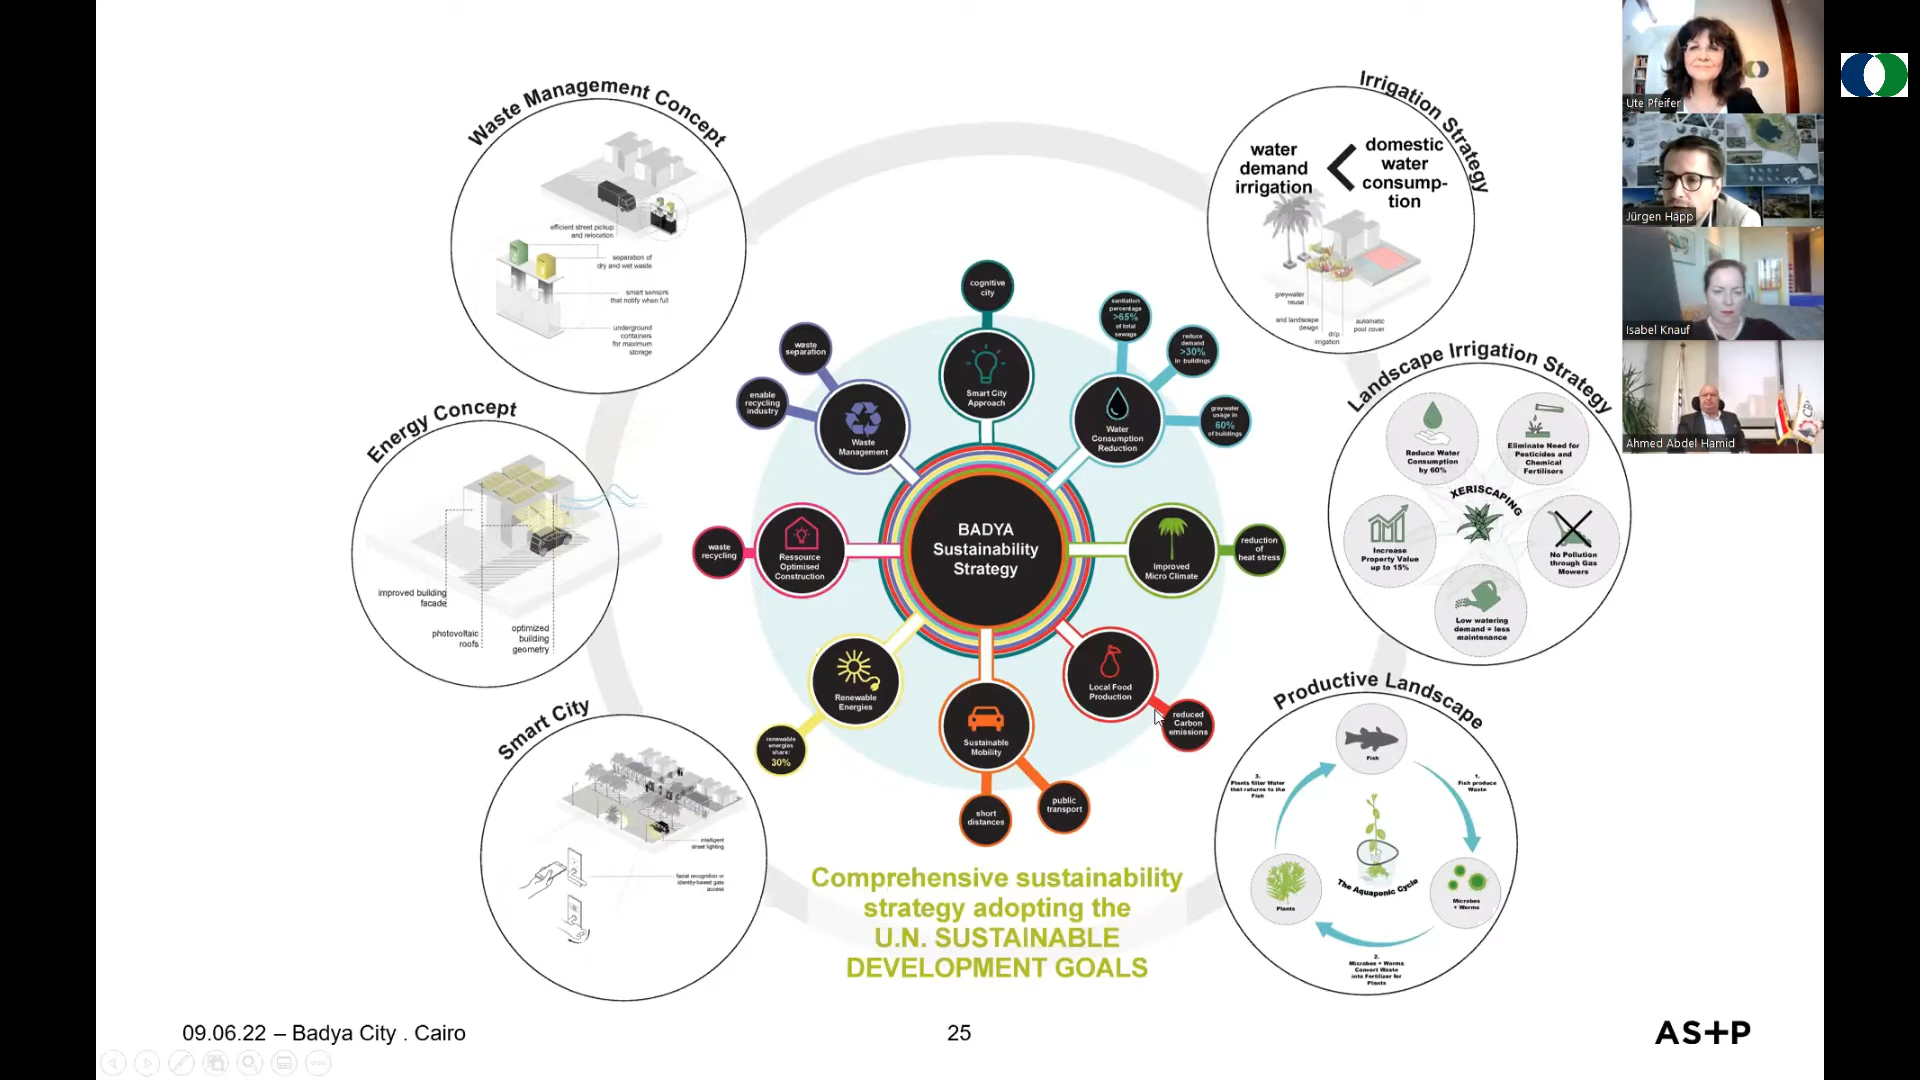 Waste Management Concept
efficient street pickup
and relocation
separation of
dry and wet waste
smart sensors
that notify when full
underground
containers
for maximum
storage
Energy Concept
improved building
facade
photovoltaic
roofs
optimized
building
geometry
Smart City
intelligent
street lighting
facial recognition or
identity-based gate
access
cognitive
city
Smart City
Approach
waste
separation
enable
recycling
industry
Waste
Management
sanitation
percentage
>65%
of total
sewage
reduce
demand
>30%
in buildings
greywater
usage in
60%
of buildings
Water
Consumption
Reduction
waste
recycling
Ressource
Optimised
Construction
BADYA
Sustainability
Strategy
Improved
Micro Climate
reduction
of
heat stress
Renewable
Energies
renewable
energies
share:
30%
Sustainable
Mobility
short
distances
public
transport
Local Food
Production
reduced
Carbon
emissions
Comprehensive sustainability
strategy adopting the
U.N. SUSTAINABLE
DEVELOPMENT GOALS
Irrigation Strategy
water
demand
irrigation
<
domestic
water
consump-
tion
greywater
reuse
arid landscape
design
drip
irrigation
automatic
pool cover
Landscape Irrigation Strategy
Reduce Water
Consumption
by 60%
Eliminate Need for
Pesticides and
Chemical
Fertilisers
XERISCAPING
Increase
Property Value
up to 15%
No Pollution
through Gas
Mowers
Low watering
demand = less
maintenance
Productive Landscape
Fish
1.
Fish produce
Waste
3.
Plants filter Water
that returns to the
Fish
The Aquaponic Cycle
Plants
Microbes
+ Worms
2.
Microbes + Worms
Convert Waste
into Fertilizer for
Plants
Ute Pfeifer
Jürgen Happ
Isabel Knauf
Ahmed Abdel Hamid
09.06.22 – Badya City . Cairo
25
AS+P